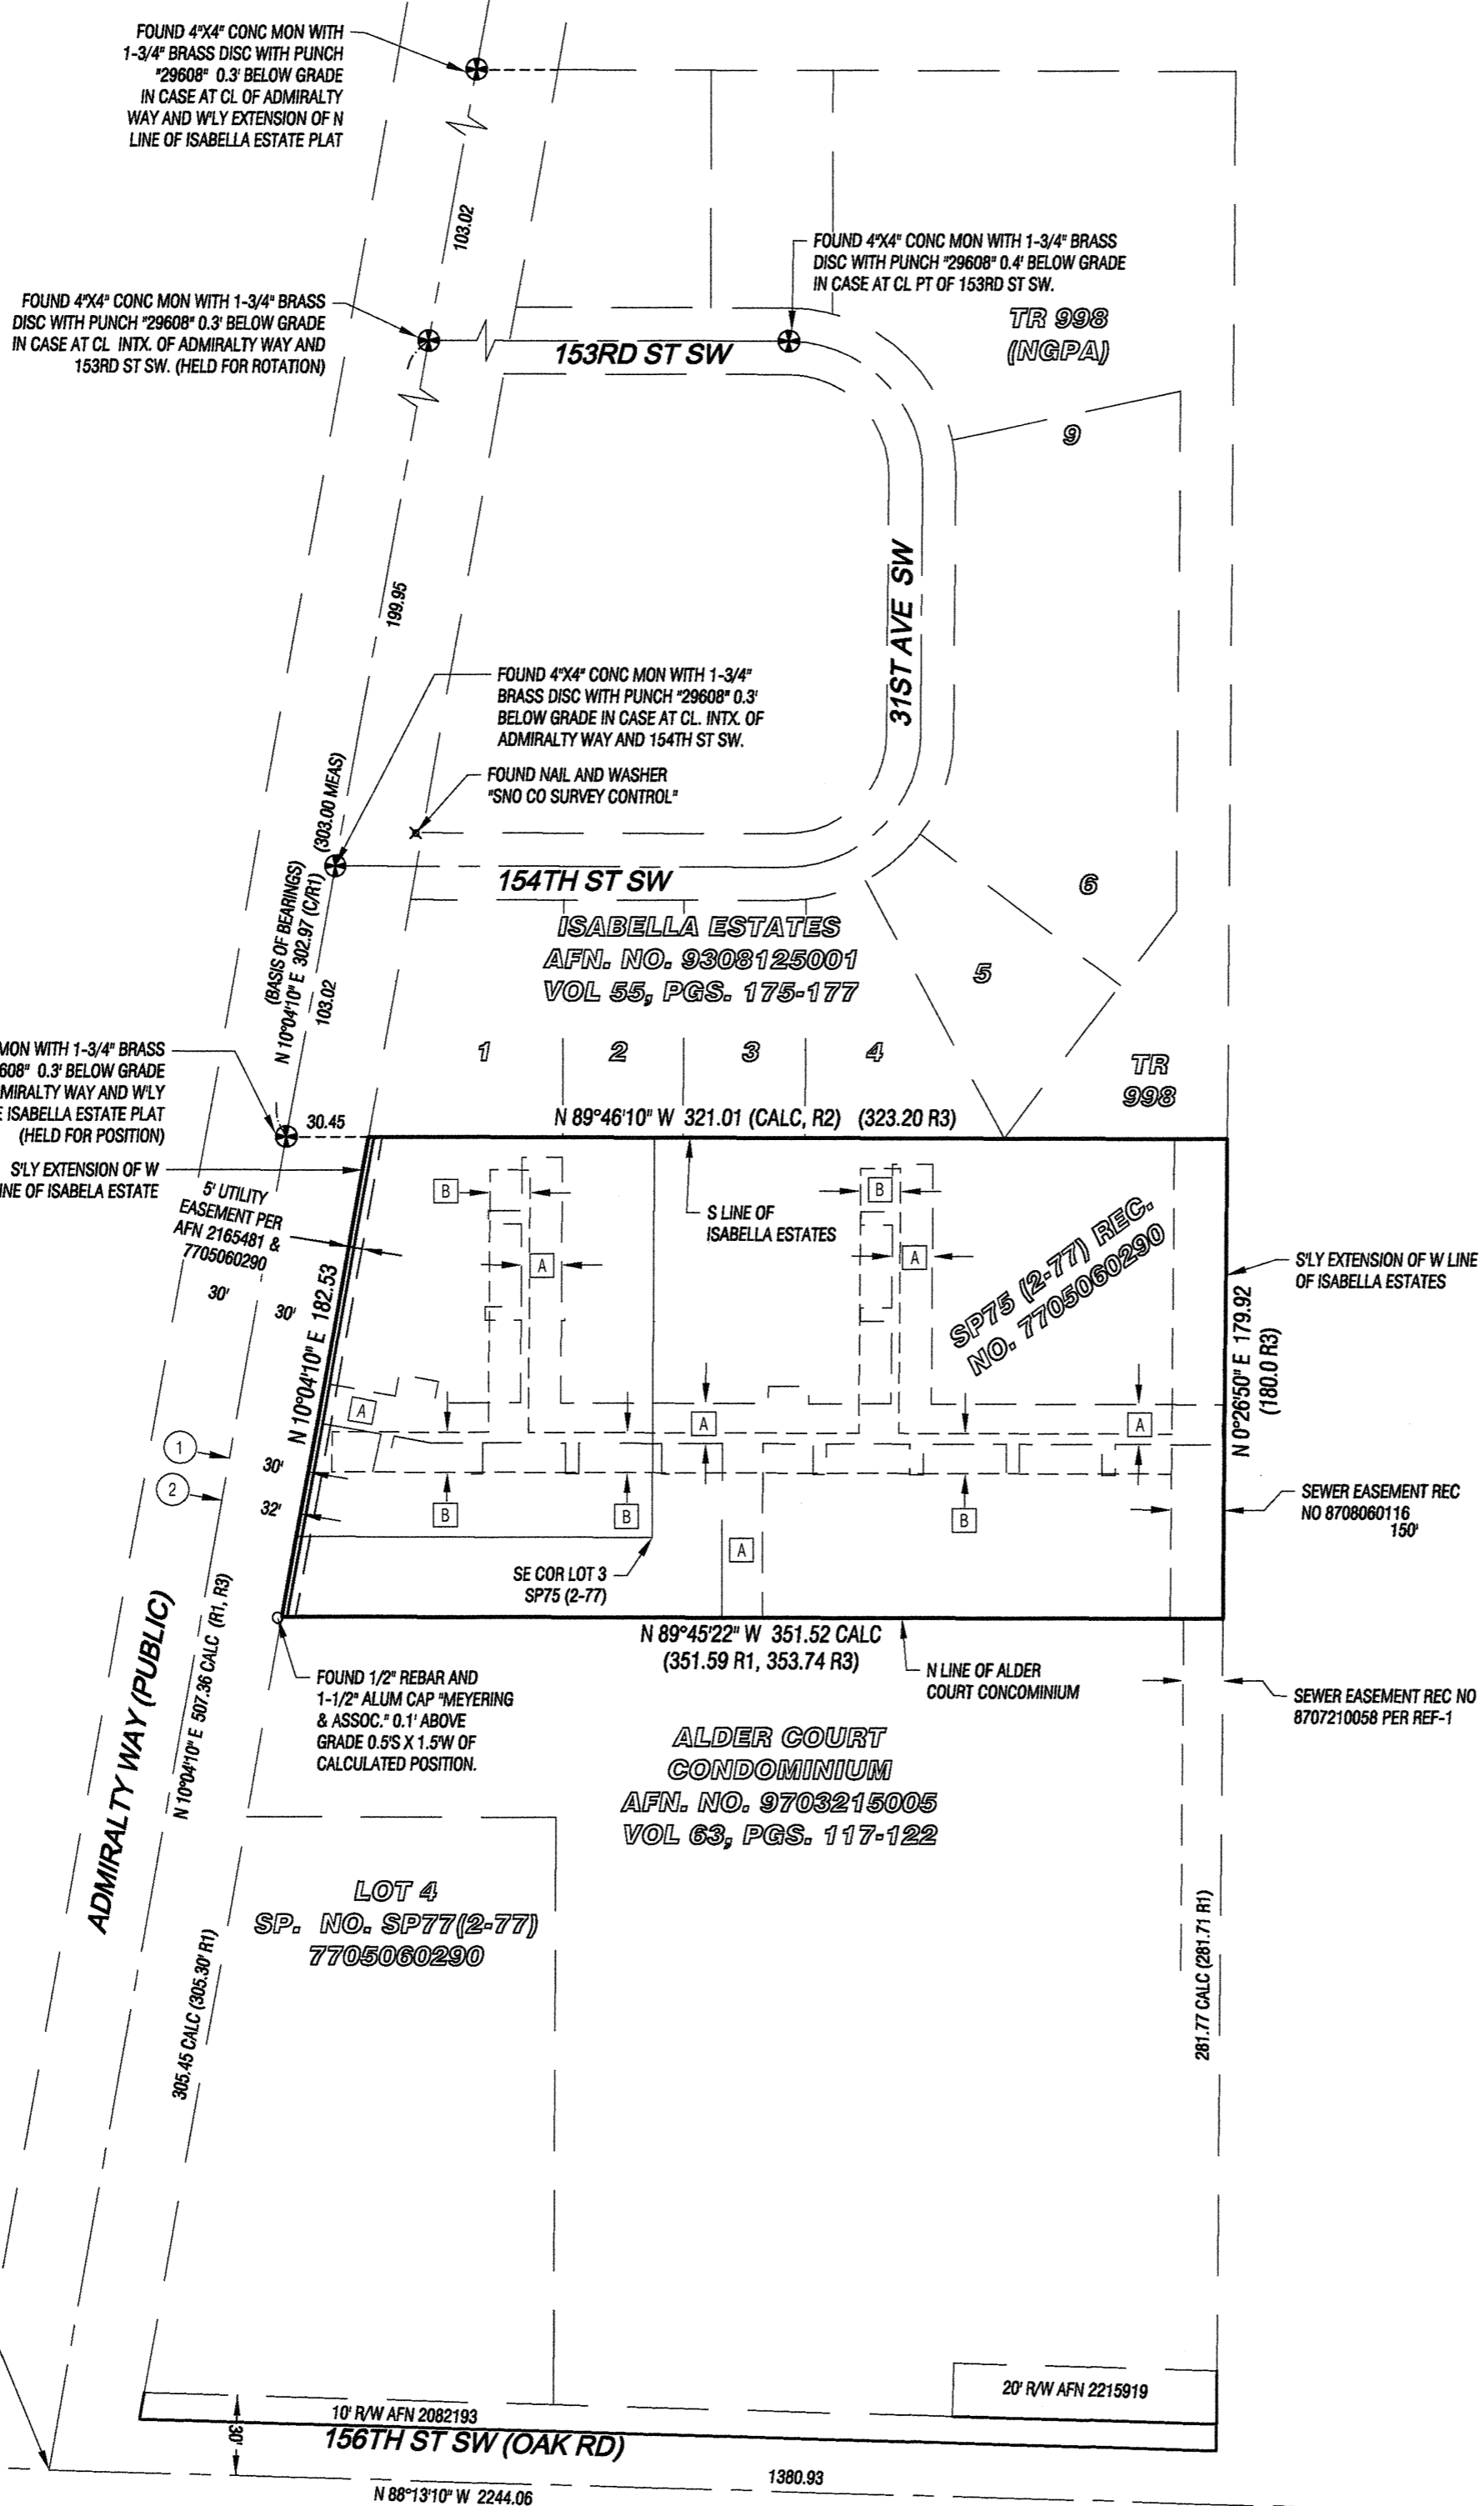 FOUND 4"X4" CONC MON WITH
1-3/4" BRASS DISC WITH PUNCH
"29608" 0.3' BELOW GRADE
IN CASE AT CL OF ADMIRALTY
WAY AND W'LY EXTENSION OF N
LINE OF ISABELLA ESTATE PLAT
103.02
FOUND 4"X4" CONC MON WITH 1-3/4" BRASS
DISC WITH PUNCH "29608" 0.4' BELOW GRADE
IN CASE AT CL PT OF 153RD ST SW.
FOUND 4"X4" CONC MON WITH 1-3/4" BRASS
DISC WITH PUNCH "29608" 0.3' BELOW GRADE
IN CASE AT CL INTX. OF ADMIRALTY WAY AND
153RD ST SW. (HELD FOR ROTATION)
TR 998
(NGPA)
153RD ST SW
9
199.95
31ST AVE SW
FOUND 4"X4" CONC MON WITH 1-3/4"
BRASS DISC WITH PUNCH "29608" 0.3'
BELOW GRADE IN CASE AT CL. INTX. OF
ADMIRALTY WAY AND 154TH ST SW.
FOUND NAIL AND WASHER
"SNO CO SURVEY CONTROL"
(303.00 MEAS)
(BASIS OF BEARINGS)
N 10°04'10" E 302.97 (C/R1)
103.02
154TH ST SW
6
ISABELLA ESTATES
AFN. NO. 9308125001
VOL 55, PGS. 175-177
5
1
2
3
4
TR
998
MON WITH 1-3/4" BRASS
608" 0.3' BELOW GRADE
MIRALTY WAY AND W'LY
E ISABELLA ESTATE PLAT
(HELD FOR POSITION)
30.45
N 89°46'10" W 321.01 (CALC, R2) (323.20 R3)
S'LY EXTENSION OF W
INE OF ISABELA ESTATE
5' UTILITY
EASEMENT PER
AFN 2165481 &
7705060290
B
B
S LINE OF
ISABELLA ESTATES
A
A
SP75 (2-77) REC.
NO. 7705060290
S'LY EXTENSION OF W LINE
OF ISABELLA ESTATES
30'
30'
N 10°04'10" E 182.53
N 0°26'50" E 179.92
(180.0 R3)
A
A
A
1
30'
2
32'
B
B
B
SEWER EASEMENT REC
NO 8708060116
150'
A
SE COR LOT 3
SP75 (2-77)
N 89°45'22" W 351.52 CALC
(351.59 R1, 353.74 R3)
N LINE OF ALDER
COURT CONCOMINIUM
SEWER EASEMENT REC NO
8707210058 PER REF-1
FOUND 1/2" REBAR AND
1-1/2" ALUM CAP "MEYERING
& ASSOC." 0.1' ABOVE
GRADE 0.5'S X 1.5'W OF
CALCULATED POSITION.
ADMIRALTY WAY (PUBLIC)
N 10°04'10" E 507.36 CALC (R1, R3)
ALDER COURT
CONDOMINIUM
AFN. NO. 9703215005
VOL 63, PGS. 117-122
LOT 4
SP. NO. SP77(2-77)
7705060290
305.45 CALC (305.30' R1)
281.77 CALC (281.71 R1)
20' R/W AFN 2215919
10' R/W AFN 2082193
30'
156TH ST SW (OAK RD)
1380.93
N 88°13'10" W 2244.06